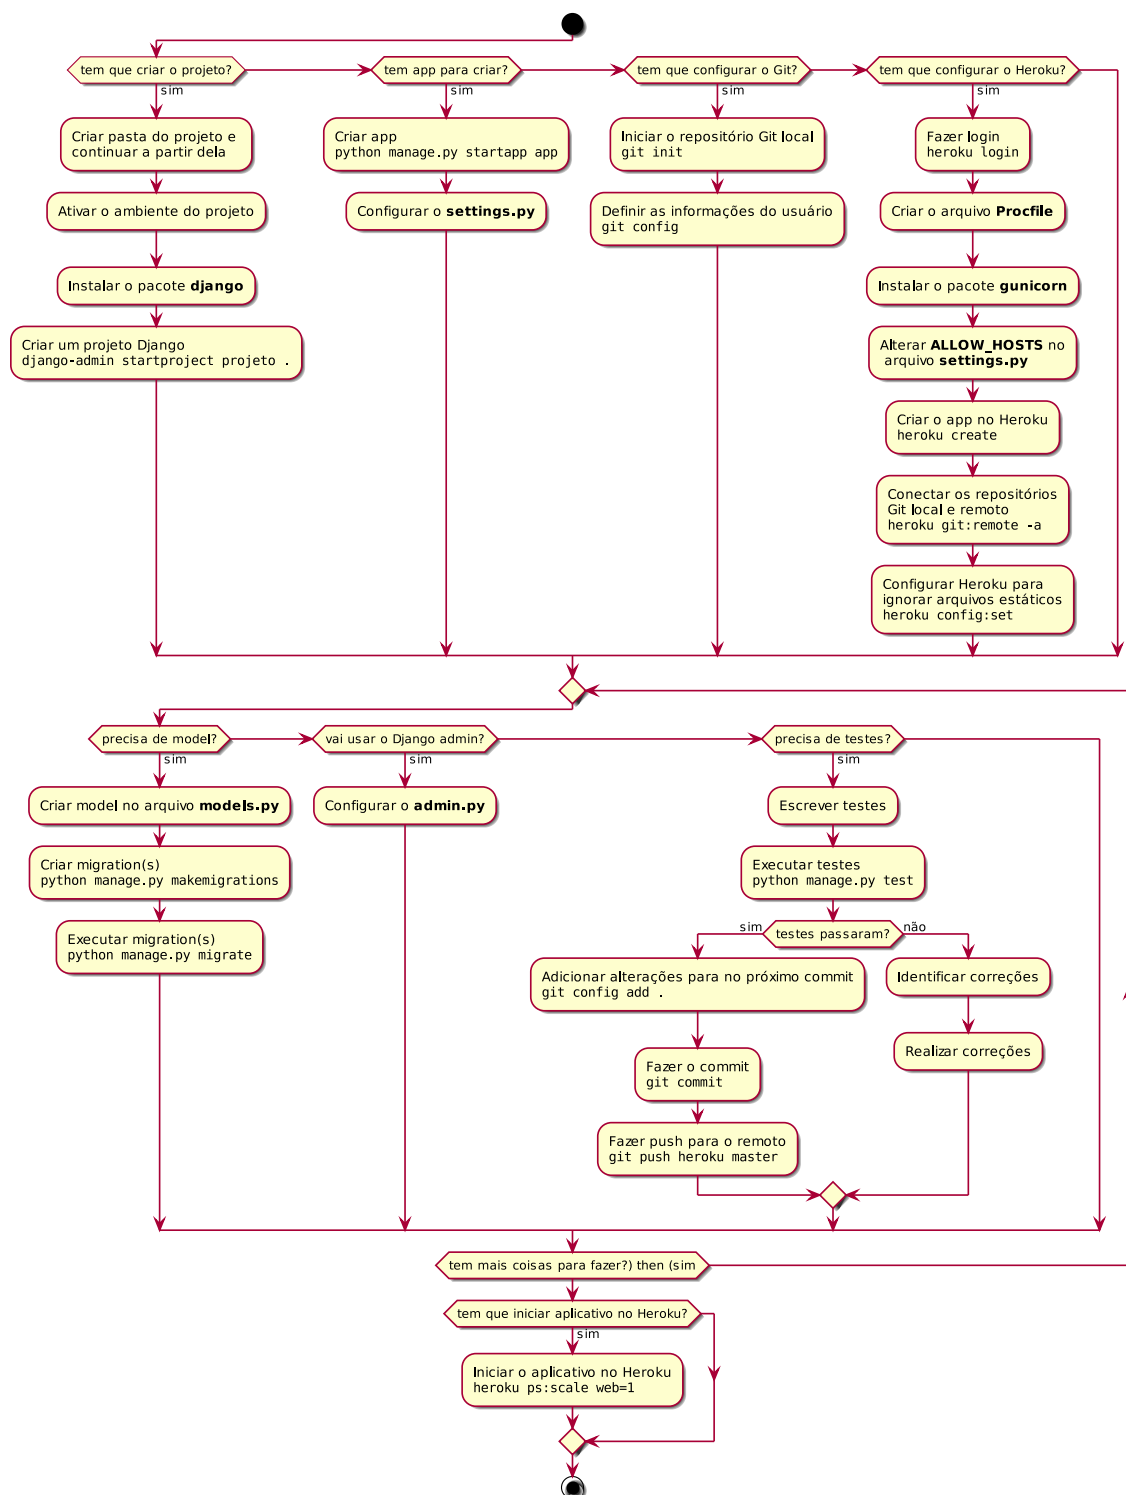 tem que criar o projeto?
sim
Criar pasta do projeto e
continuar a partir dela
Ativar o ambiente do projeto
Instalar o pacote django
Criar um projeto Django
django-admin startproject projeto .
tem app para criar?
sim
Criar app
python manage.py startapp app
Configurar o settings.py
tem que configurar o Git?
sim
Iniciar o repositório Git local
git init
Definir as informações do usuário
git config
tem que configurar o Heroku?
sim
Fazer login
heroku login
Criar o arquivo Procfile
Instalar o pacote gunicorn
Alterar ALLOW_HOSTS no
arquivo settings.py
Criar o app no Heroku
heroku create
Conectar os repositórios
Git local e remoto
heroku git:remote -a
Configurar Heroku para
ignorar arquivos estáticos
heroku config:set
precisa de model?
sim
Criar model no arquivo models.py
Criar migration(s)
python manage.py makemigrations
Executar migration(s)
python manage.py migrate
vai usar o Django admin?
sim
Configurar o admin.py
precisa de testes?
sim
Escrever testes
Executar testes
python manage.py test
testes passaram?
sim
Adicionar alterações para no próximo commit
git config add .
Fazer o commit
git commit
Fazer push para o remoto
git push heroku master
não
Identificar correções
Realizar correções
tem mais coisas para fazer?) then (sim
tem que iniciar aplicativo no Heroku?
sim
Iniciar o aplicativo no Heroku
heroku ps:scale web=1